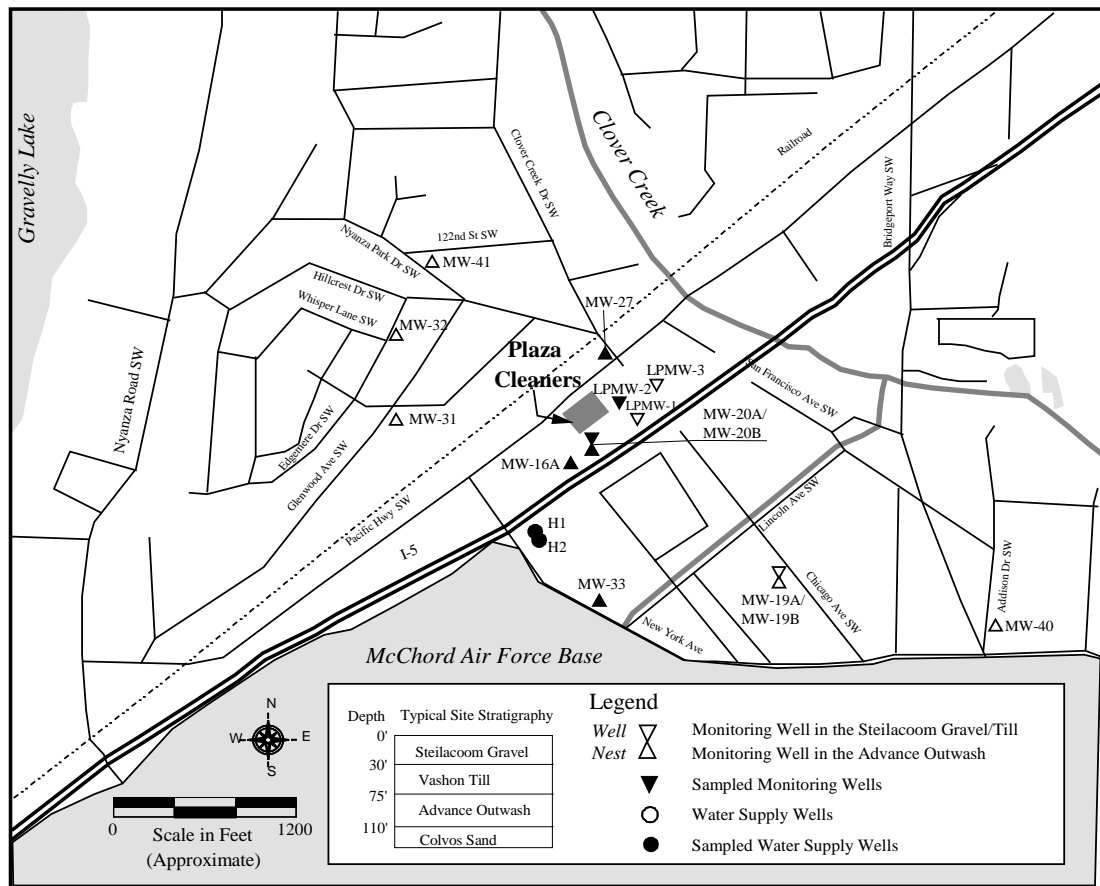 Gravelly Lake
Clover Creek Dr SW
Clover Creek
Railroad
Bridgeport Way SW
122nd St SW
Nyanza Park Dr SW
MW-41
Hillcrest Dr SW
Whisper Lane SW
MW-32
MW-27
Plaza
Cleaners
LPMW-3
LPMW-2
LPMW-1
San Francisco Ave SW
Nyanza Road SW
MW-31
MW-20A/
MW-20B
Edgemere Dr SW
Glenwood Ave SW
MW-16A
Pacific Hwy SW
Lincoln Ave SW
I-5
H1
H2
MW-33
MW-19A/
MW-19B
Chicago Ave SW
Addison Dr SW
MW-40
New York Ave
McChord Air Force Base
N
W
E
S
0
1200
Scale in Feet
(Approximate)
Depth
Typical Site Stratigraphy
0'
Steilacoom Gravel
30'
Vashon Till
75'
Advance Outwash
110'
Colvos Sand
Legend
Well
Nest
Monitoring Well in the Steilacoom Gravel/Till
Monitoring Well in the Advance Outwash
Sampled Monitoring Wells
Water Supply Wells
Sampled Water Supply Wells